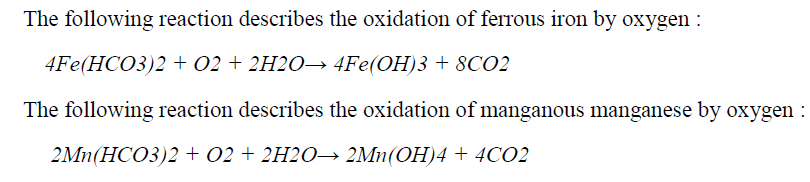 The following reaction describes the oxidation of ferrous iron by oxygen :
4Fe(HCO3)2 + O2 + 2H2O→ 4Fe(OH)3 + 8CO2
The following reaction describes the oxidation of manganous manganese by oxygen :
2Mn(HCO3)2 + O2 + 2H2O→ 2Mn(OH)4 + 4CO2